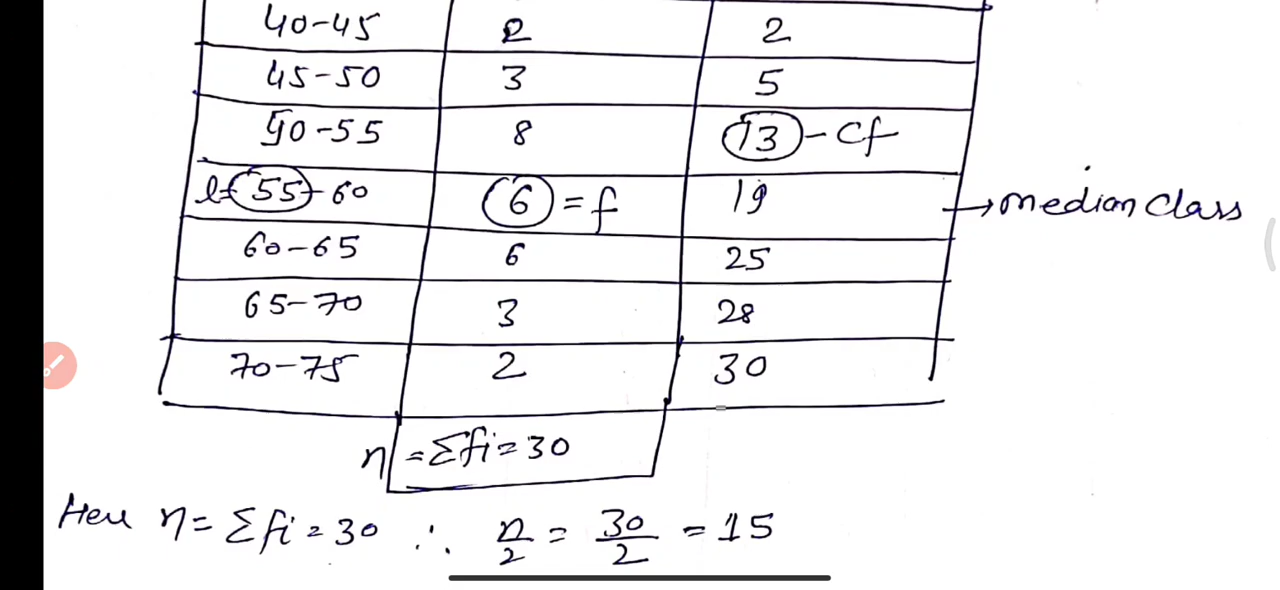 40-45 2 2
45-50 3 5
50-55 8 13 - Cf
l=55-60 6 = f 19 → median class
60-65 6 25
65-70 3 28
70-75 2 30
n = Σfi = 30
Here n = Σfi = 30 ∴ n/2 = 30/2 = 15